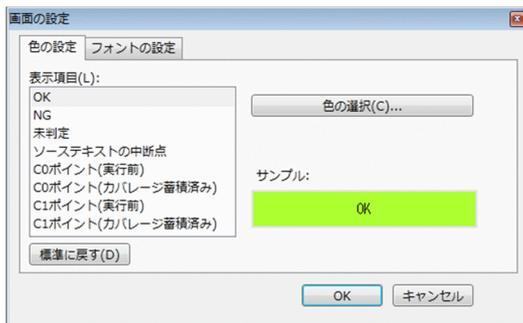 画面の設定
色の設定 フォントの設定
表示項目(L):
OK
NG
未判定
ソーステキストの中断点
C0ポイント(実行前)
C0ポイント(カバレージ蓄積済み)
C1ポイント(実行前)
C1ポイント(カバレージ蓄積済み)
標準に戻す(D)
色の選択(C)...
サンプル:
OK
OK キャンセル